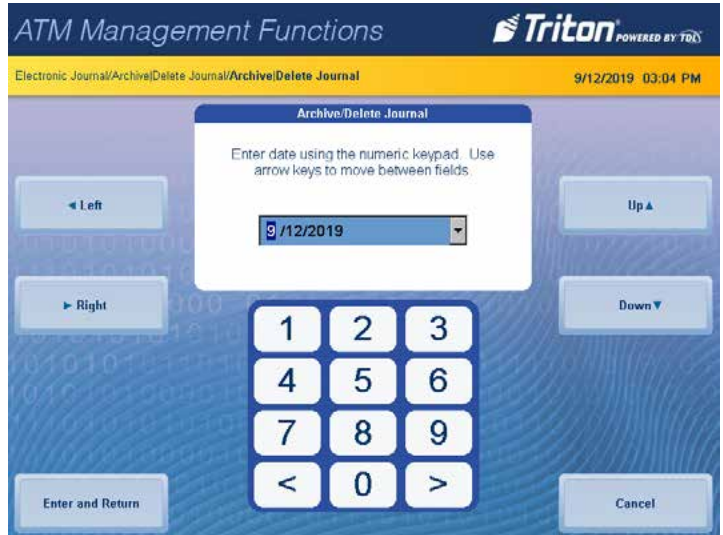 ATM Management Functions
Triton POWERED BY TDL
Electronic Journal/Archive|Delete Journal/Archive|Delete Journal
9/12/2019 03:04 PM
Archive/Delete Journal
Enter date using the numeric keypad. Use
arrow keys to move between fields.
9 /12/2019
◄ Left
Up ▲
► Right
Down ▼
1 2 3
4 5 6
7 8 9
< 0 >
Enter and Return
Cancel